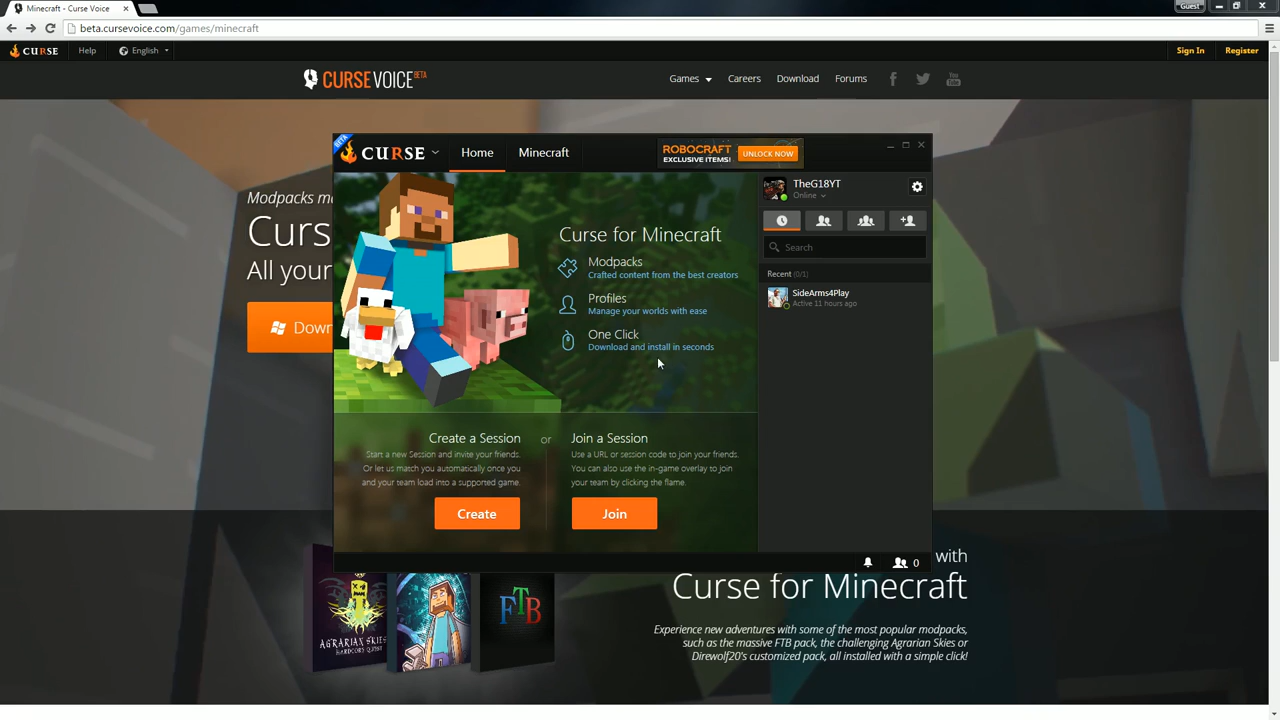 Minecraft - Curse Voice
Guest
beta.cursevoice.com/games/minecraft
CURSE
Help
English
Sign In
Register
CURSEVOICE BETA
Games
Careers
Download
Forums
You Tube
Modpacks m
Curs
All your
Down
BETA
CURSE
Home
Minecraft
ROBOCRAFT
EXCLUSIVE ITEMS!
UNLOCK NOW
TheG18YT
Online
Search
Recent (0/1)
SideArms4Play
Active 11 hours ago
Curse for Minecraft
Modpacks
Crafted content from the best creators
Profiles
Manage your worlds with ease
One Click
Download and install in seconds
Create a Session
Start a new Session and invite your friends.
Or let us match you automatically once you
and your team load into a supported game.
Create
or
Join a Session
Use a URL or session code to join your friends.
You can also use the in-game overlay to join
your team by clicking the flame.
Join
0
with
Curse for Minecraft
Experience new adventures with some of the most popular modpacks,
such as the massive FTB pack, the challenging Agrarian Skies or
Direwolf20's customized pack, all installed with a simple click!
AGRARIAN SKIES
HARDCORE QUEST
FTB